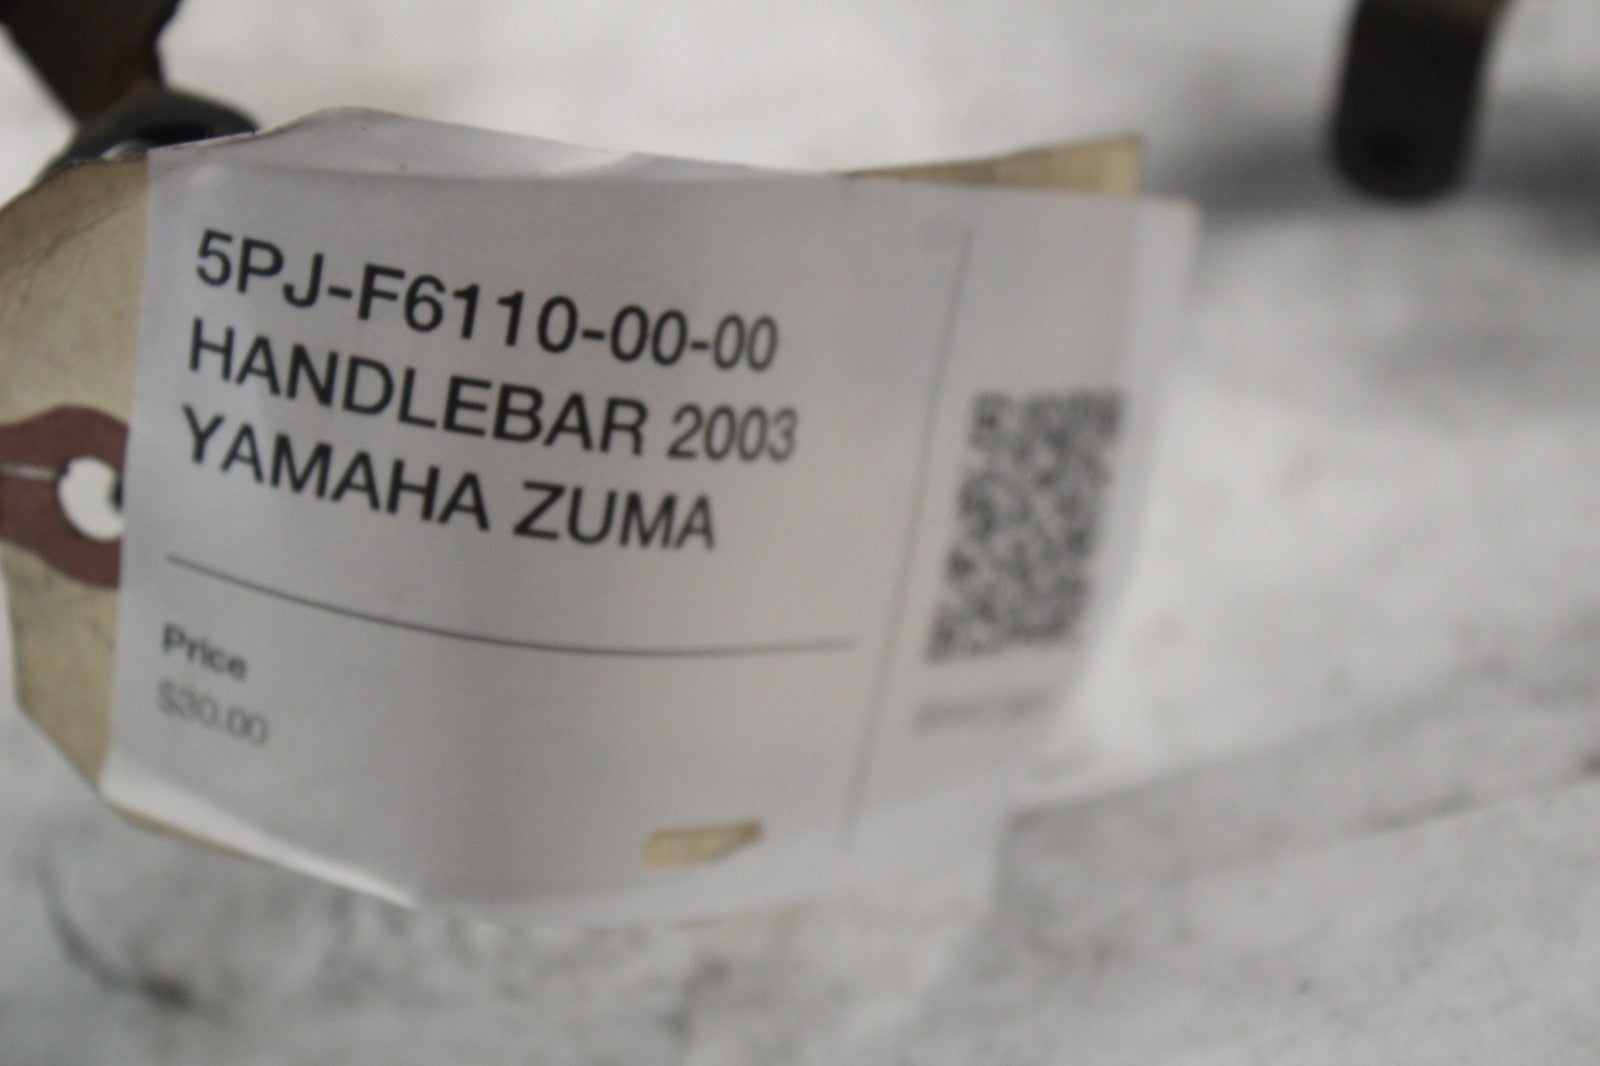 5PJ-F6110-00-00
HANDLEBAR 2003
YAMAHA ZUMA
Price
$30.00